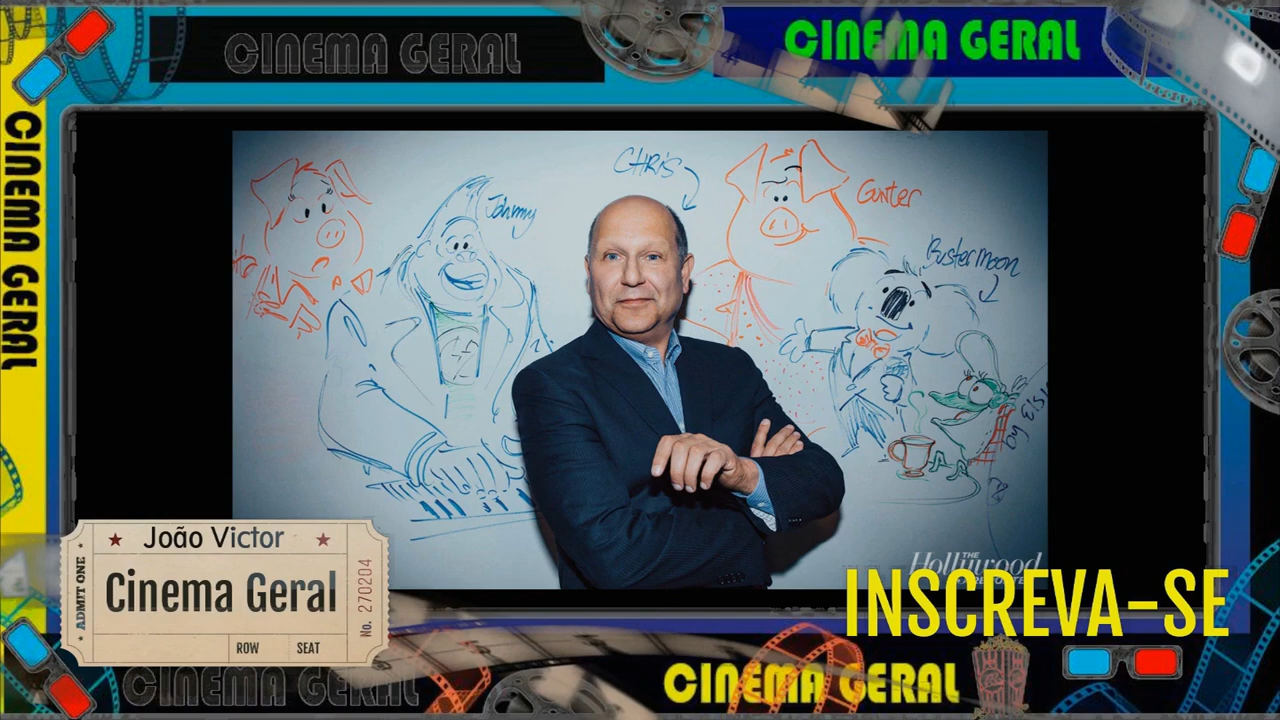 CINEMA GERAL
CINEMA GERAL
CINEMA GERAL
CHRIS
Johnny
Gunter
Buster Moon
THE
Hollywood
João Victor
ADMIT ONE
Cinema Geral
No. 270204
ROW SEAT
INSCREVA-SE
CINEMA GERAL
CINEMA GERAL